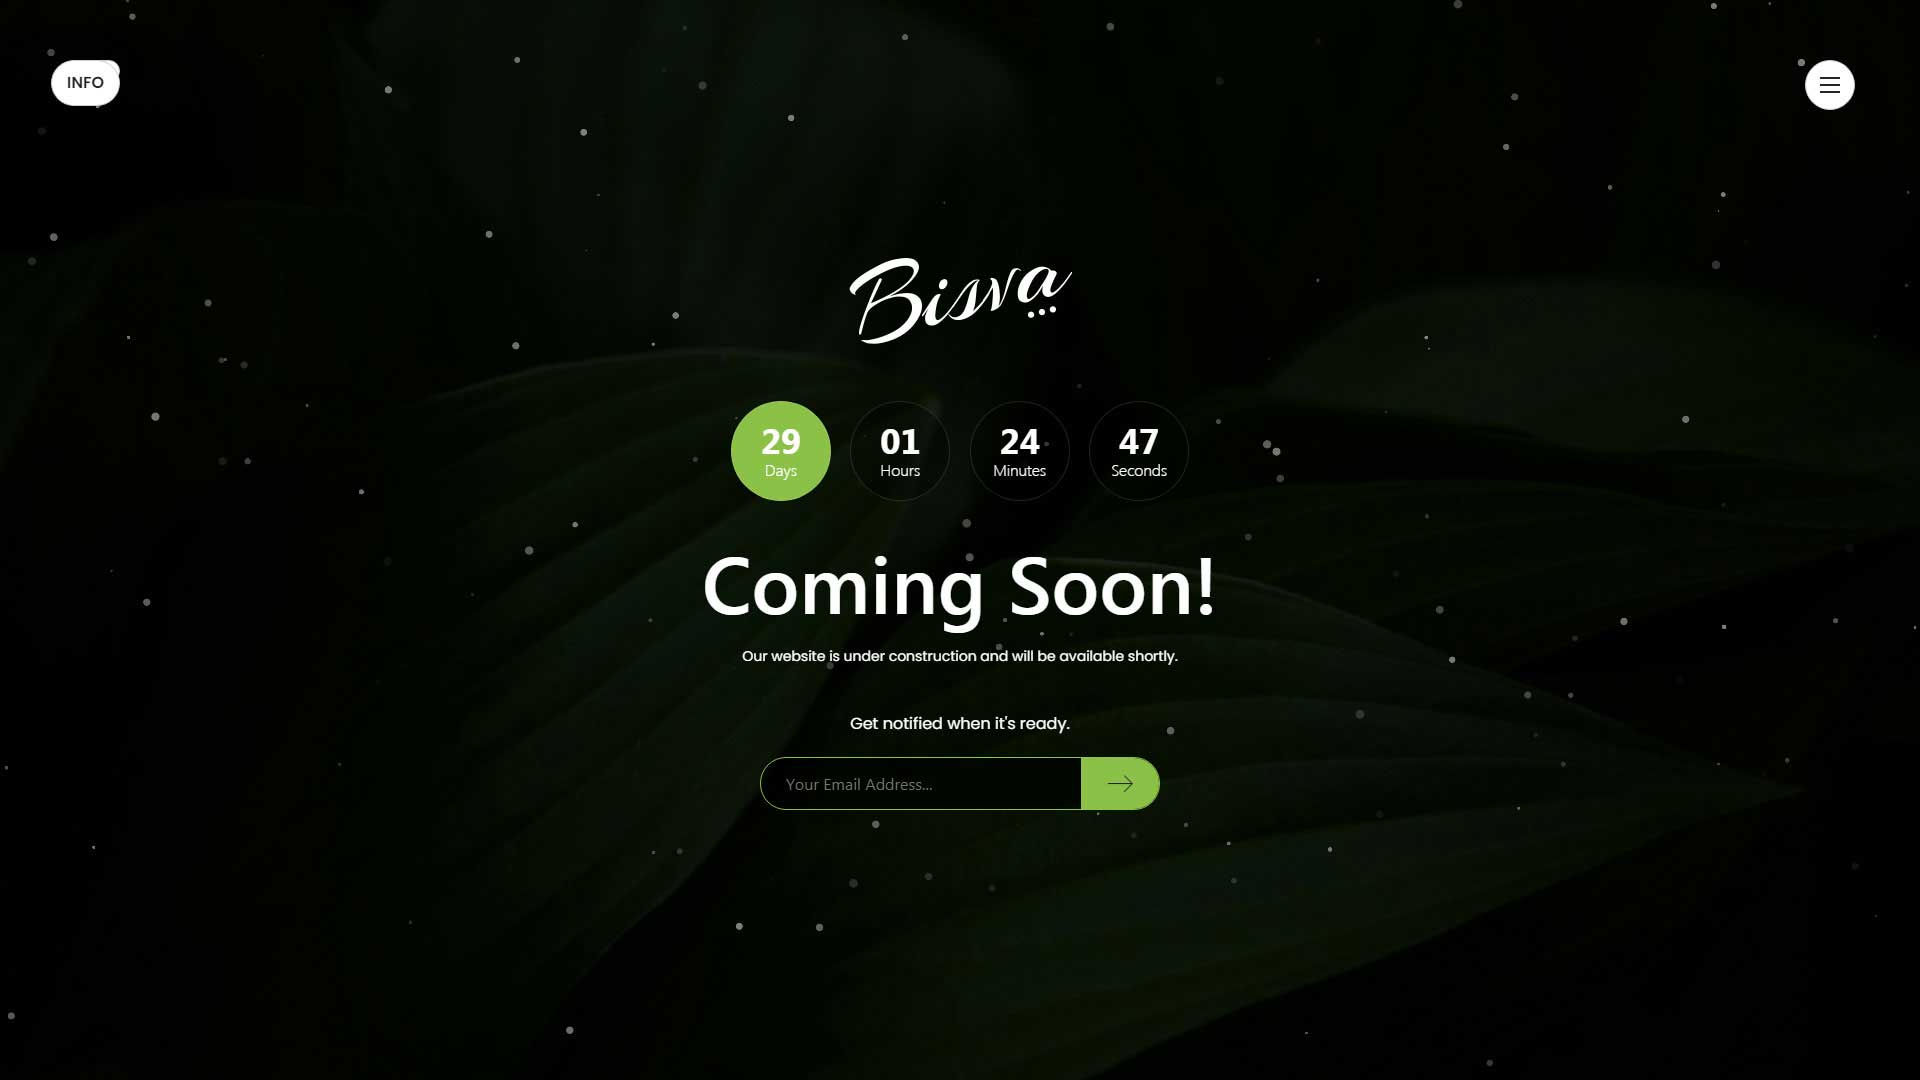 INFO
Bisva
29 01 24 47
Days Hours Minutes Seconds
Coming Soon!
Our website is under construction and will be available shortly.
Get notified when it's ready.
Your Email Address...